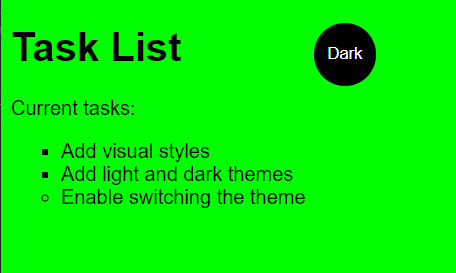 Task List
Dark
Current tasks:
Add visual styles
Add light and dark themes
Enable switching the theme